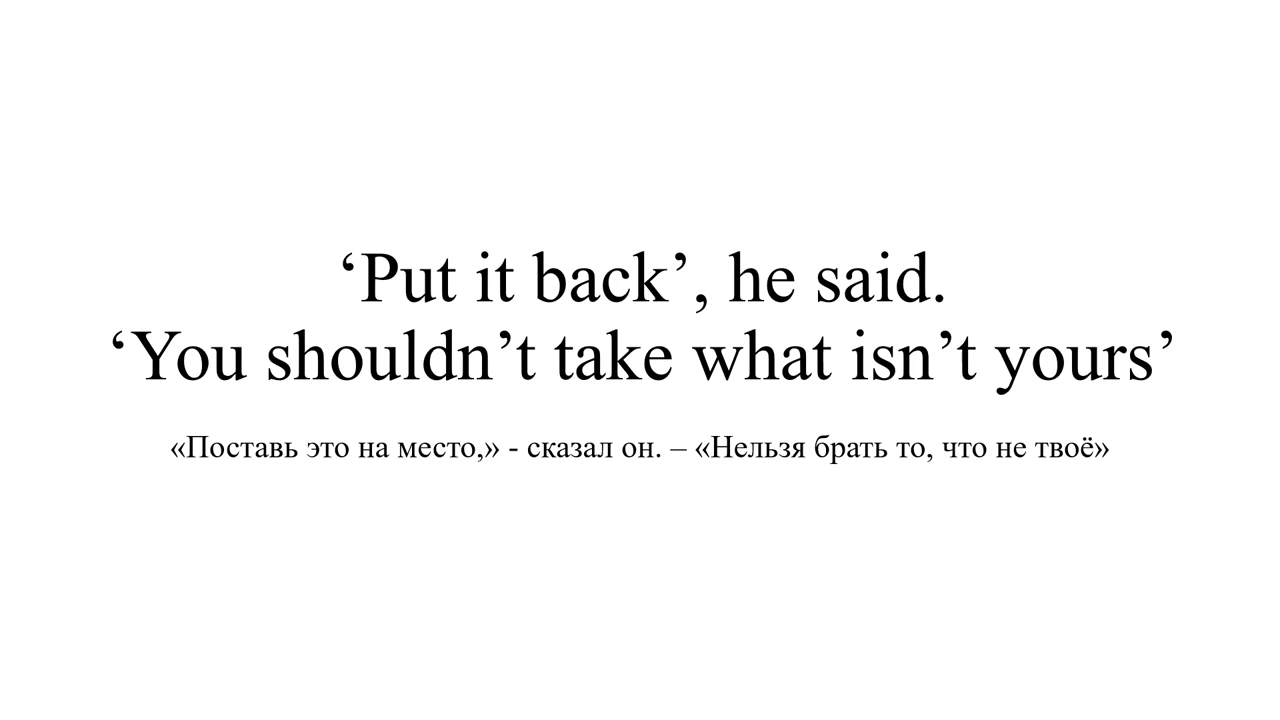 ‘Put it back’, he said.
‘You shouldn’t take what isn’t yours’
«Поставь это на место,» - сказал он. – «Нельзя брать то, что не твоё»